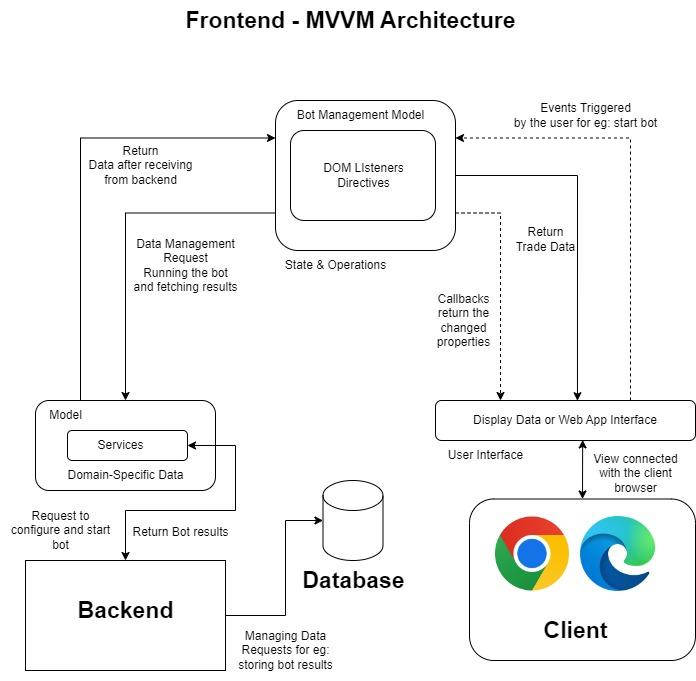 Frontend - MVVM Architecture
Bot Management Model
DOM LIsteners
Directives
State & Operations
Events Triggered
by the user for eg: start bot
Return
Data after receiving
from backend
Data Management
Request
Running the bot
and fetching results
Return
Trade Data
Callbacks
return the
changed
properties
Model
Services
Domain-Specific Data
Display Data or Web App Interface
User Interface
View connected
with the client
browser
Request to
configure and start
bot
Return Bot results
Backend
Database
Managing Data
Requests for eg:
storing bot results
Client